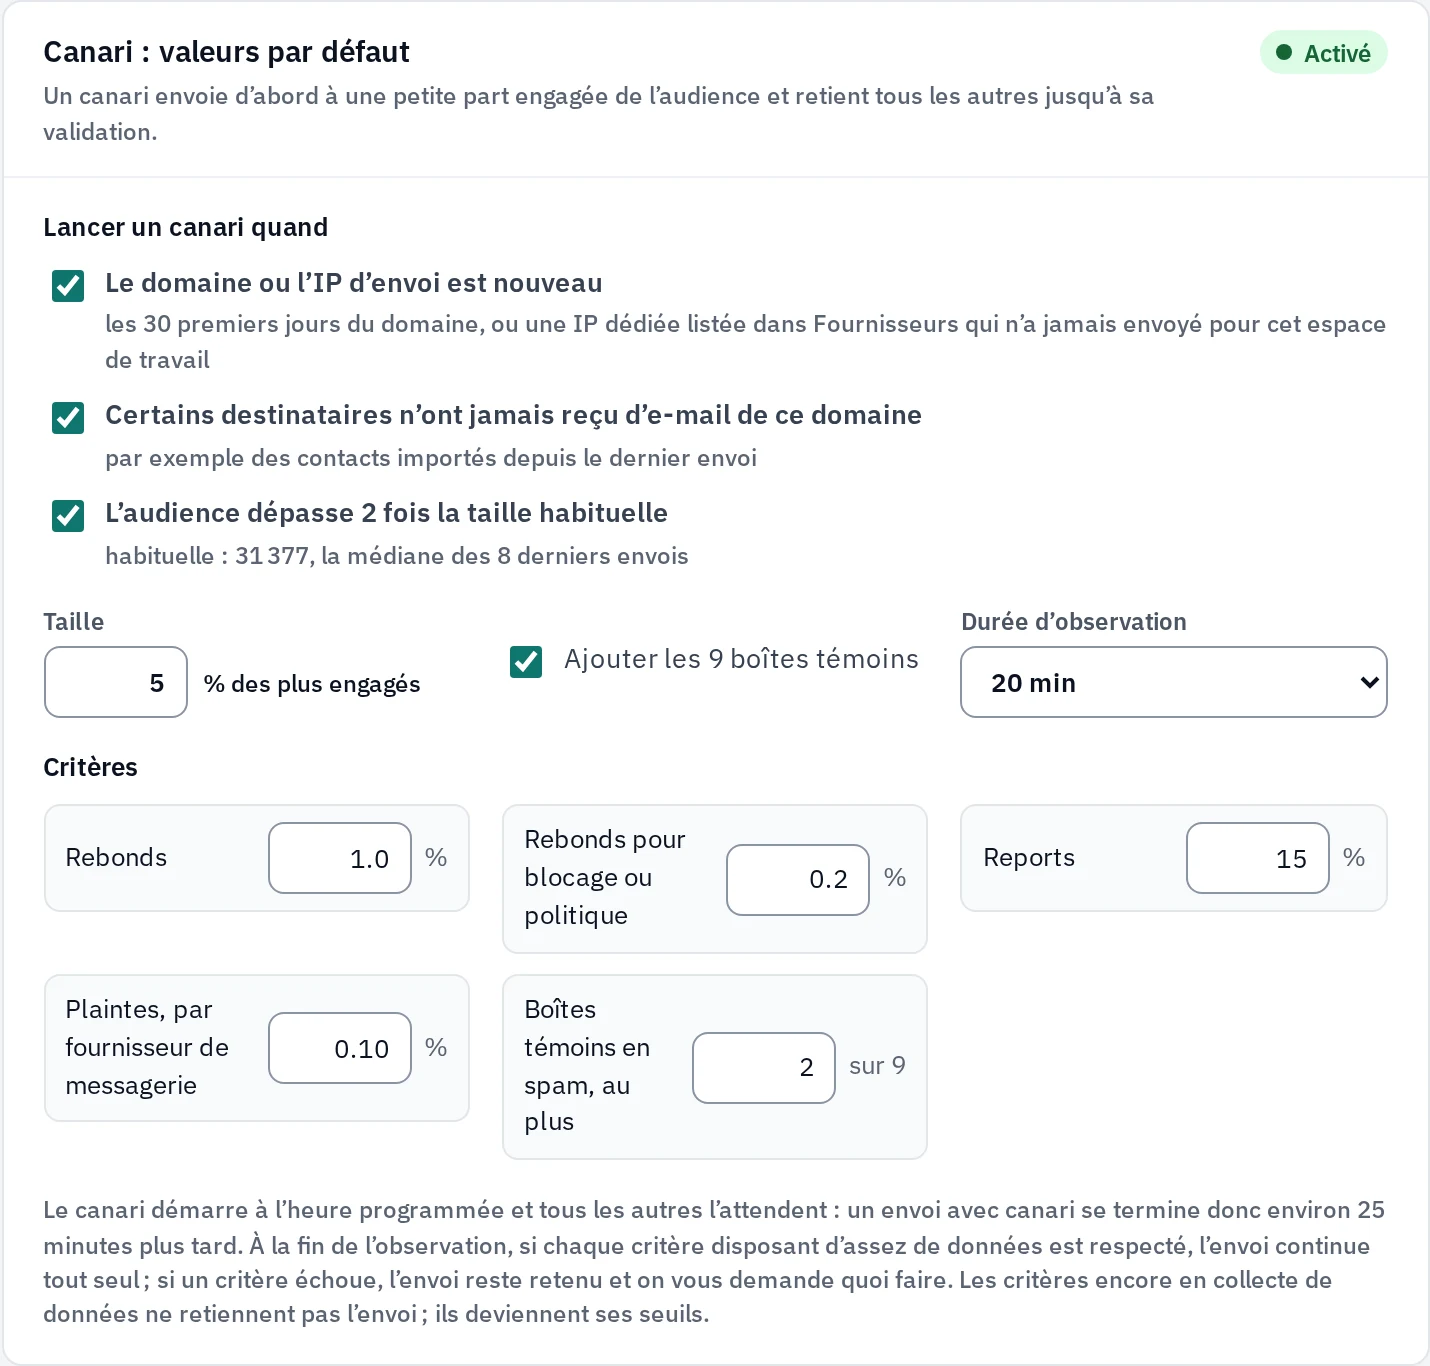 Canari : valeurs par défaut
Activé
Un canari envoie d’abord à une petite part engagée de l’audience et retient tous les autres jusqu’à sa
validation.
Lancer un canari quand
Le domaine ou l’IP d’envoi est nouveau
les 30 premiers jours du domaine, ou une IP dédiée listée dans Fournisseurs qui n’a jamais envoyé pour cet espace
de travail
Certains destinataires n’ont jamais reçu d’e-mail de ce domaine
par exemple des contacts importés depuis le dernier envoi
L’audience dépasse 2 fois la taille habituelle
habituelle : 31 377, la médiane des 8 derniers envois
Taille
5 % des plus engagés
Ajouter les 9 boîtes témoins
Durée d’observation
20 min
Critères
Rebonds
1.0 %
Rebonds pour
blocage ou
politique
0.2 %
Reports
15 %
Plaintes, par
fournisseur de
messagerie
0.10 %
Boîtes
témoins en
spam, au
plus
2 sur 9
Le canari démarre à l’heure programmée et tous les autres l’attendent : un envoi avec canari se termine donc environ 25
minutes plus tard. À la fin de l’observation, si chaque critère disposant d’assez de données est respecté, l’envoi continue
tout seul ; si un critère échoue, l’envoi reste retenu et on vous demande quoi faire. Les critères encore en collecte de
données ne retiennent pas l’envoi ; ils deviennent ses seuils.